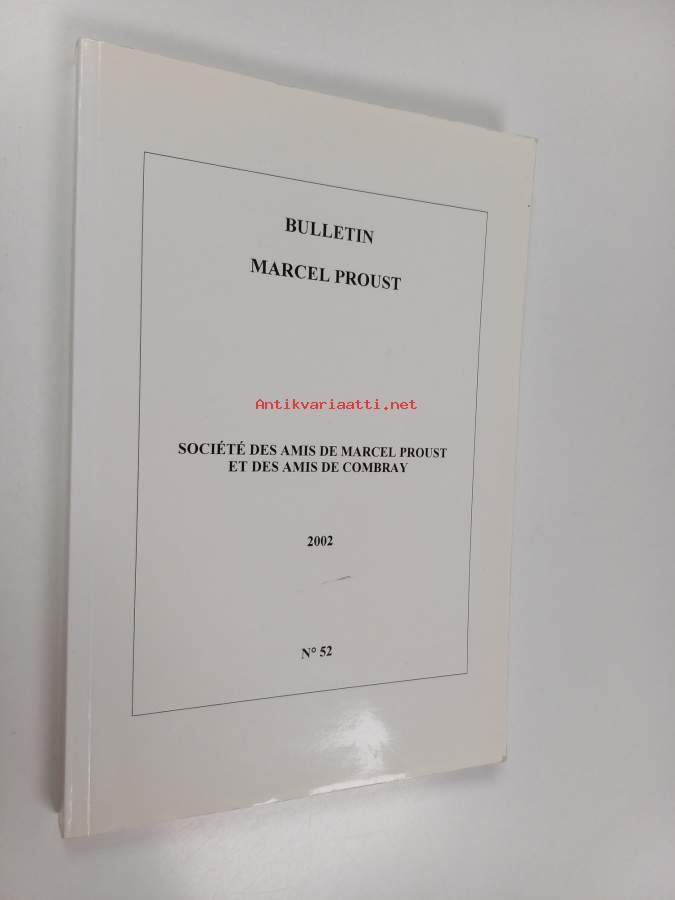 BULLETIN
MARCEL PROUST
Antikvariaatti.net
SOCIÉTÉ DES AMIS DE MARCEL PROUST
ET DES AMIS DE COMBRAY
2002
N° 52